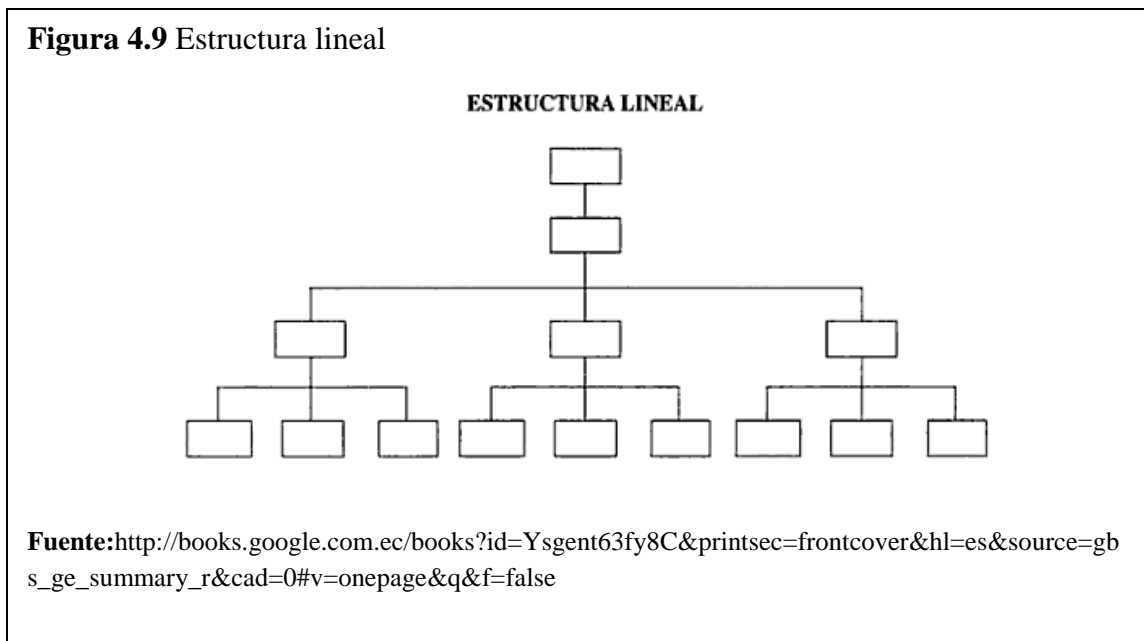 Figura 4.9 Estructura lineal
ESTRUCTURA LINEAL
Fuente:http://books.google.com.ec/books?id=Ysgent63fy8C&printsec=frontcover&hl=es&source=gb
s_ge_summary_r&cad=0#v=onepage&q&f=false